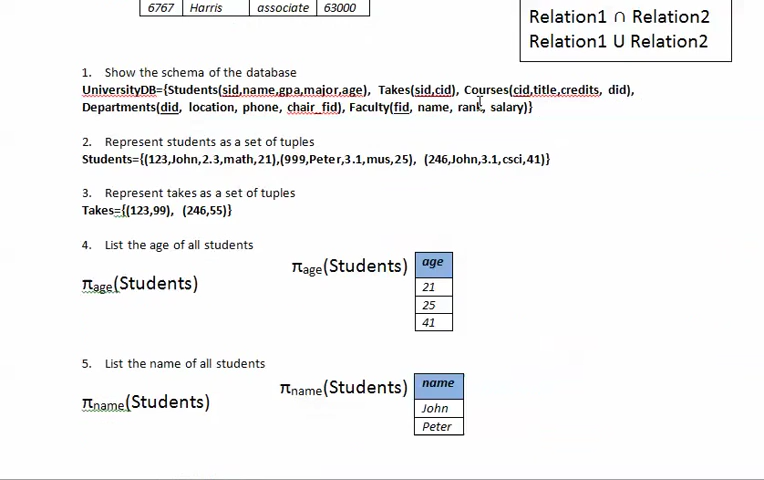 6767 Harris associate 63000
Relation1 ∩ Relation2
Relation1 U Relation2
1. Show the schema of the database
UniversityDB={Students(sid,name,gpa,major,age), Takes(sid,cid), Courses(cid,title,credits, did),
Departments(did, location, phone, chair_fid), Faculty(fid, name, rank, salary)}
2. Represent students as a set of tuples
Students={(123,John,2.3,math,21),(999,Peter,3.1,mus,25), (246,John,3.1,csci,41)}
3. Represent takes as a set of tuples
Takes={(123,99), (246,55)}
4. List the age of all students
πage(Students)
πage(Students)
age
21
25
41
5. List the name of all students
πname(Students)
πname(Students)
name
John
Peter